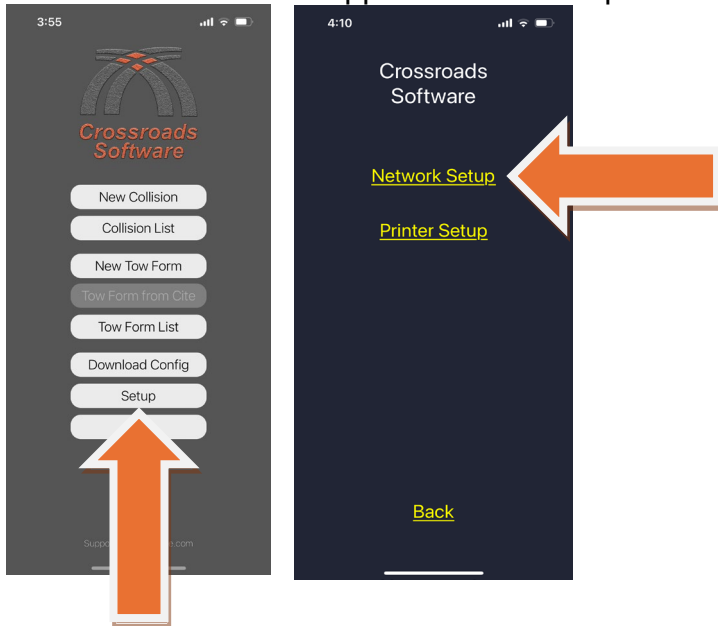 3:55
Crossroads
Software
New Collision
Collision List
New Tow Form
Tow Form from Cite
Tow Form List
Download Config
Setup
4:10
Crossroads
Software
Network Setup
Printer Setup
Back